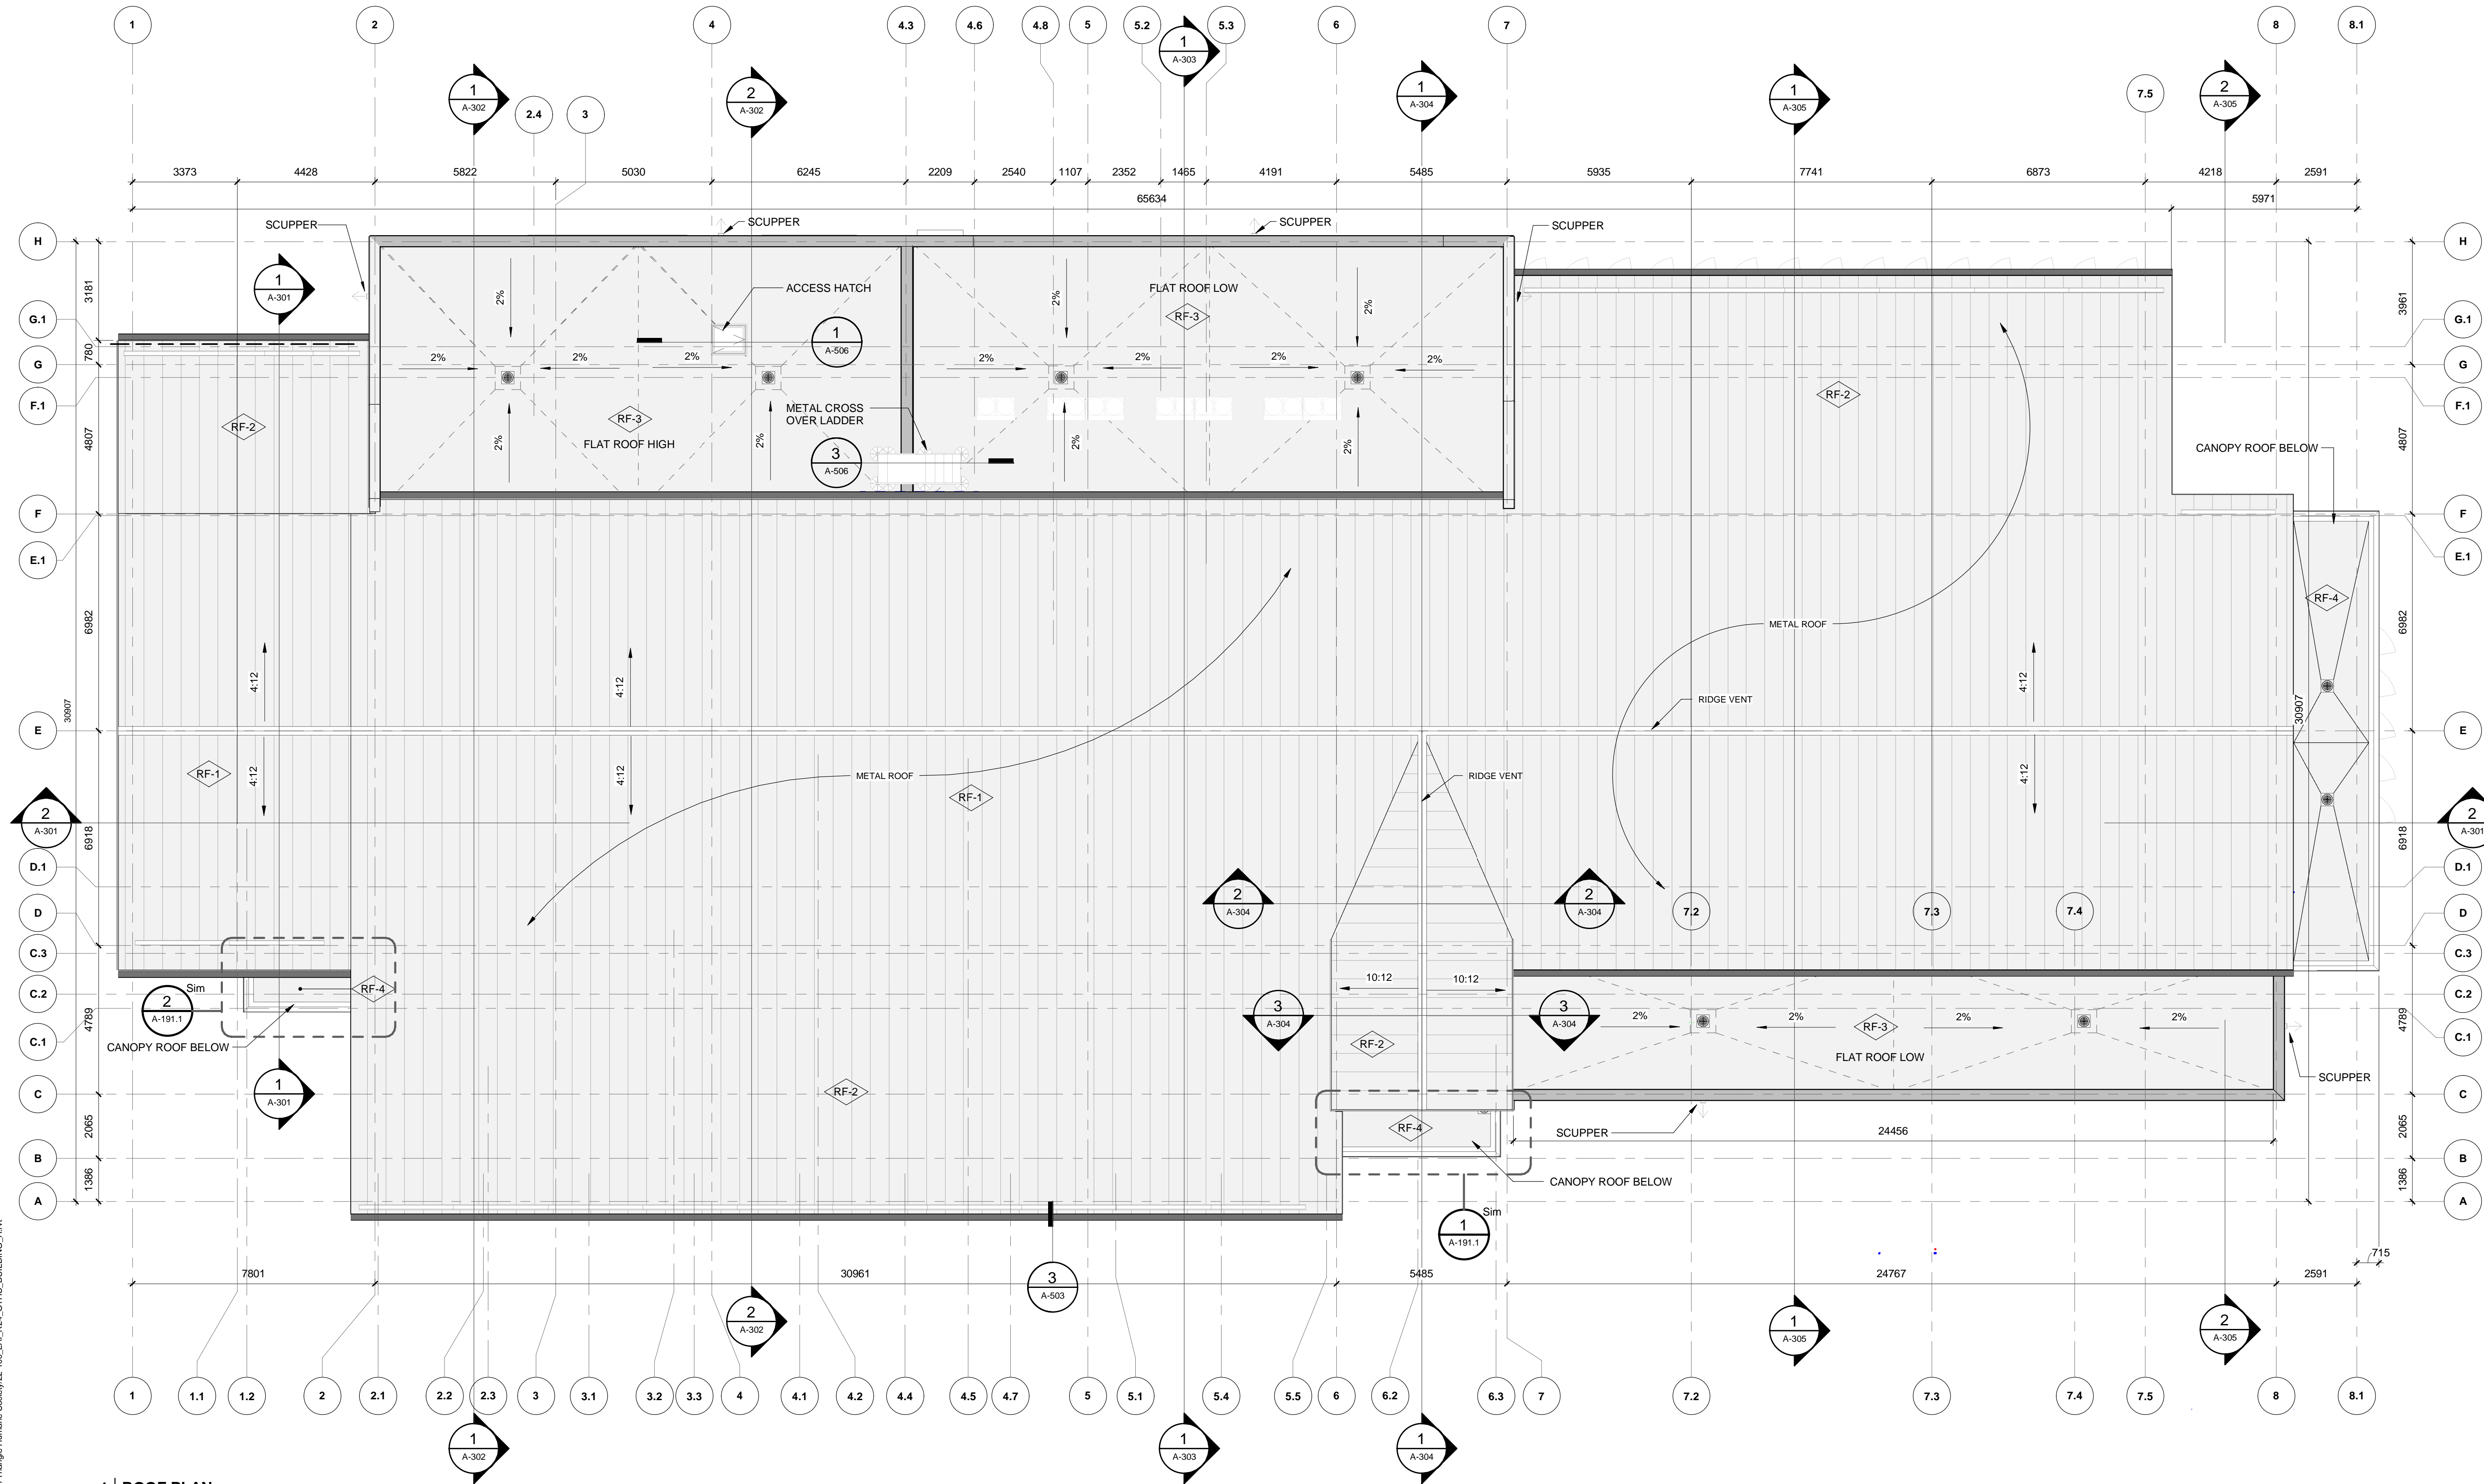 1
2
4
4.3
4.6
4.8
5
5.2
1
A-303
5.3
6
7
8
8.1
1
A-302
2
A-302
1
A-304
1
A-305
7.5
2
A-305
2.4
3
3373
4428
5822
5030
6245
2209
2540
1107
2352
1465
4191
5485
5935
7741
6873
4218
2591
65634
5971
SCUPPER
SCUPPER
SCUPPER
SCUPPER
H
H
3181
3961
1
A-301
2%
ACCESS HATCH
2%
FLAT ROOF LOW
RF-3
2%
G.1
G.1
1
A-506
780
2%
2%
2%
2%
2%
2%
2%
G
G
F.1
F.1
RF-2
RF-3
FLAT ROOF HIGH
METAL CROSS
OVER LADDER
RF-2
4807
4807
2%
2%
2%
2%
3
A-506
CANOPY ROOF BELOW
F
F
E.1
E.1
RF-4
6982
6982
METAL ROOF
4:12
4:12
4:12
30907
30907
RIDGE VENT
E
E
RF-1
4:12
4:12
METAL ROOF
RIDGE VENT
4:12
RF-1
2
A-301
2
A-301
6918
6918
D.1
D.1
2
A-304
2
A-304
7.2
7.3
7.4
D
D
C.3
C.3
10:12
10:12
RF-4
Sim
2
A-191.1
C.2
C.2
4789
4789
3
A-304
3
A-304
2%
2%
RF-3
2%
2%
C.1
C.1
CANOPY ROOF BELOW
RF-2
FLAT ROOF LOW
SCUPPER
1
A-301
RF-2
C
C
2065
2065
RF-4
SCUPPER
24456
B
B
1386
1386
CANOPY ROOF BELOW
A
A
Sim
1
A-191.1
715
7801
30961
5485
24767
2591
3
A-503
2
A-302
1
A-305
2
A-305
1
1.1
1.2
2
2.1
2.2
2.3
3
3.1
3.2
3.3
4
4.1
4.2
4.4
4.5
4.7
5
5.1
5.4
5.5
6
6.2
6.3
7
7.2
7.3
7.4
7.5
8
8.1
1
A-302
1
A-303
1
A-304
1
ROOF PLAN